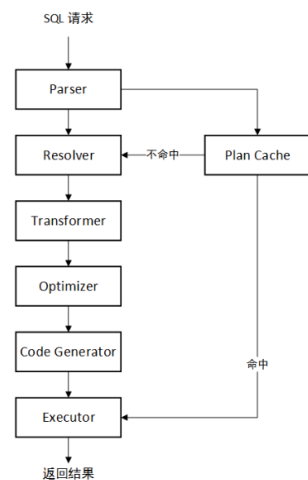 SQL 请求
Parser
Resolver
不命中
Plan Cache
Transformer
Optimizer
Code Generator
命中
Executor
返回结果